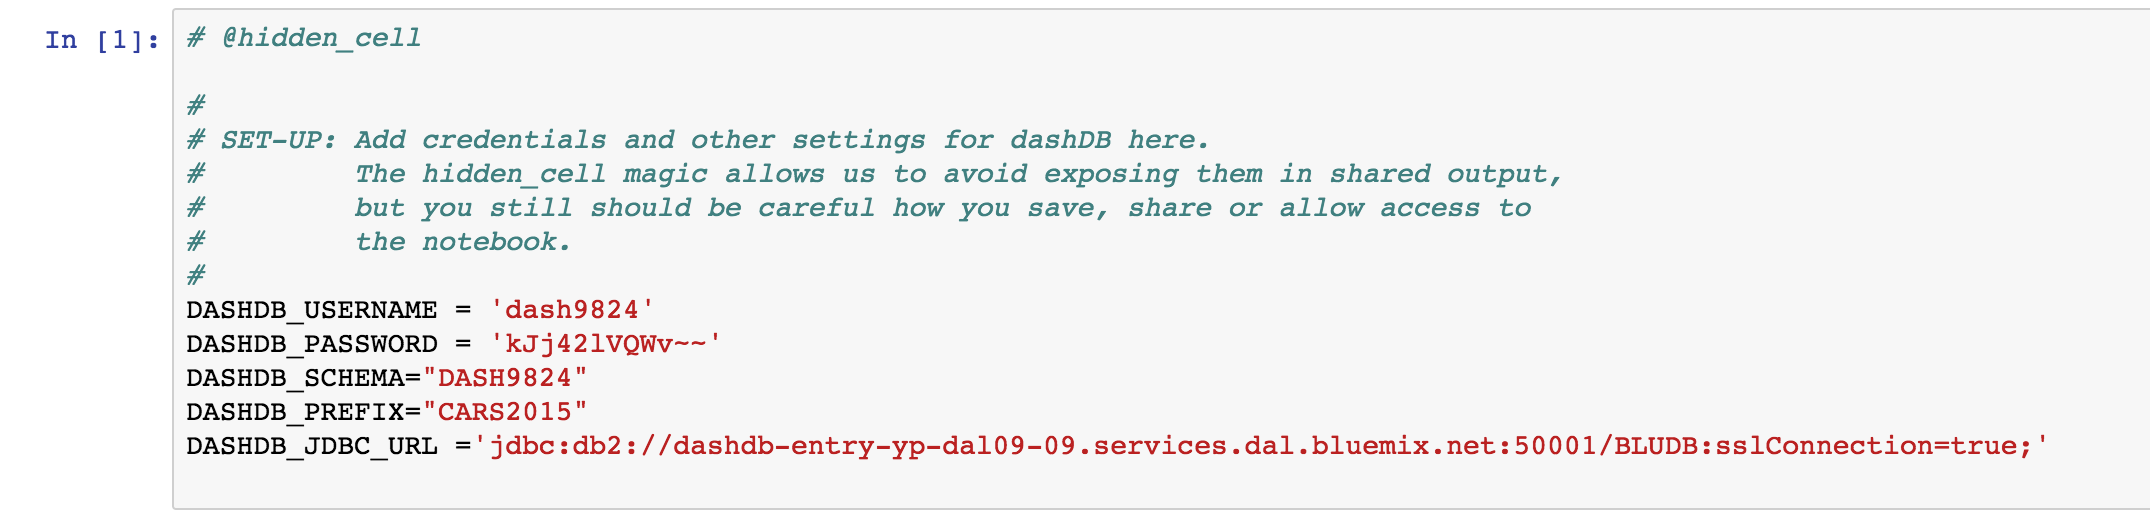 In [1]: # @hidden_cell
#
# SET-UP: Add credentials and other settings for dashDB here.
#         The hidden_cell magic allows us to avoid exposing them in shared output,
#         but you still should be careful how you save, share or allow access to
#         the notebook.
#
DASHDB_USERNAME = 'dash9824'
DASHDB_PASSWORD = 'kJj42lVQWv~~'
DASHDB_SCHEMA="DASH9824"
DASHDB_PREFIX="CARS2015"
DASHDB_JDBC_URL ='jdbc:db2://dashdb-entry-yp-dal09-09.services.dal.bluemix.net:50001/BLUDB:sslConnection=true;'